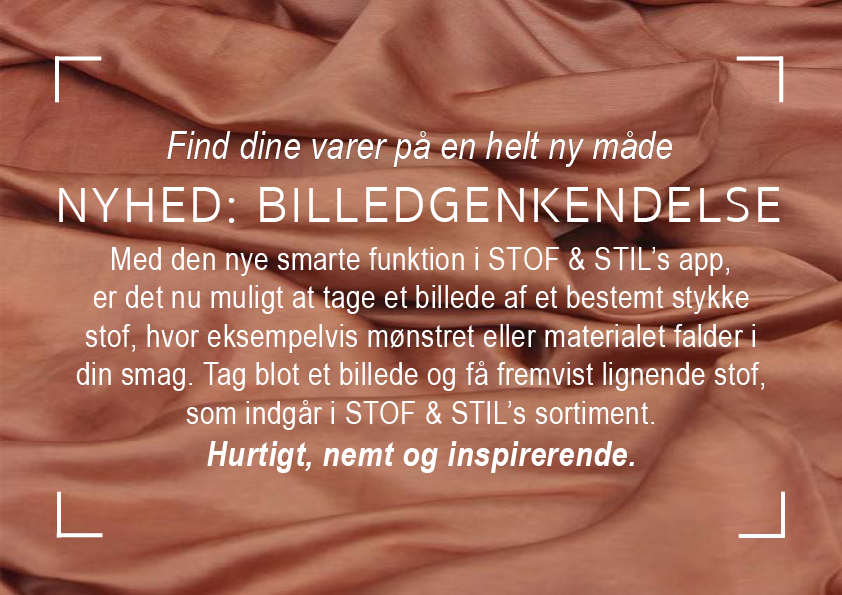 Find dine varer på en helt ny måde
NYHED: BILLEDGENKENDELSE
Med den nye smarte funktion i STOF & STIL’s app,
er det nu muligt at tage et billede af et bestemt stykke
stof, hvor eksempelvis mønstret eller materialet falder i
din smag. Tag blot et billede og få fremvist lignende stof,
som indgår i STOF & STIL’s sortiment.
Hurtigt, nemt og inspirerende.